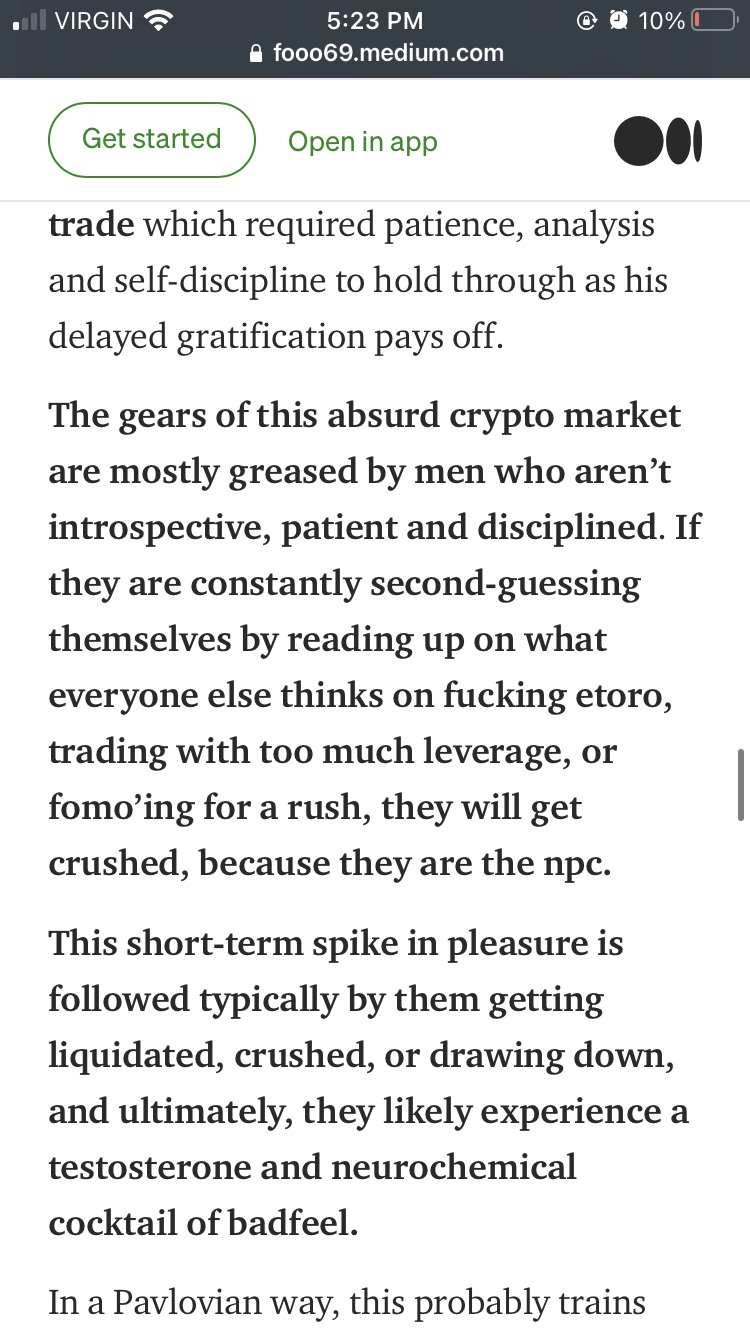 VIRGIN 5:23 PM 10%
fooo69.medium.com
Get started Open in app
trade which required patience, analysis
and self-discipline to hold through as his
delayed gratification pays off.
The gears of this absurd crypto market
are mostly greased by men who aren’t
introspective, patient and disciplined. If
they are constantly second-guessing
themselves by reading up on what
everyone else thinks on fucking etoro,
trading with too much leverage, or
fomo’ing for a rush, they will get
crushed, because they are the npc.
This short-term spike in pleasure is
followed typically by them getting
liquidated, crushed, or drawing down,
and ultimately, they likely experience a
testosterone and neurochemical
cocktail of badfeel.
In a Pavlovian way, this probably trains